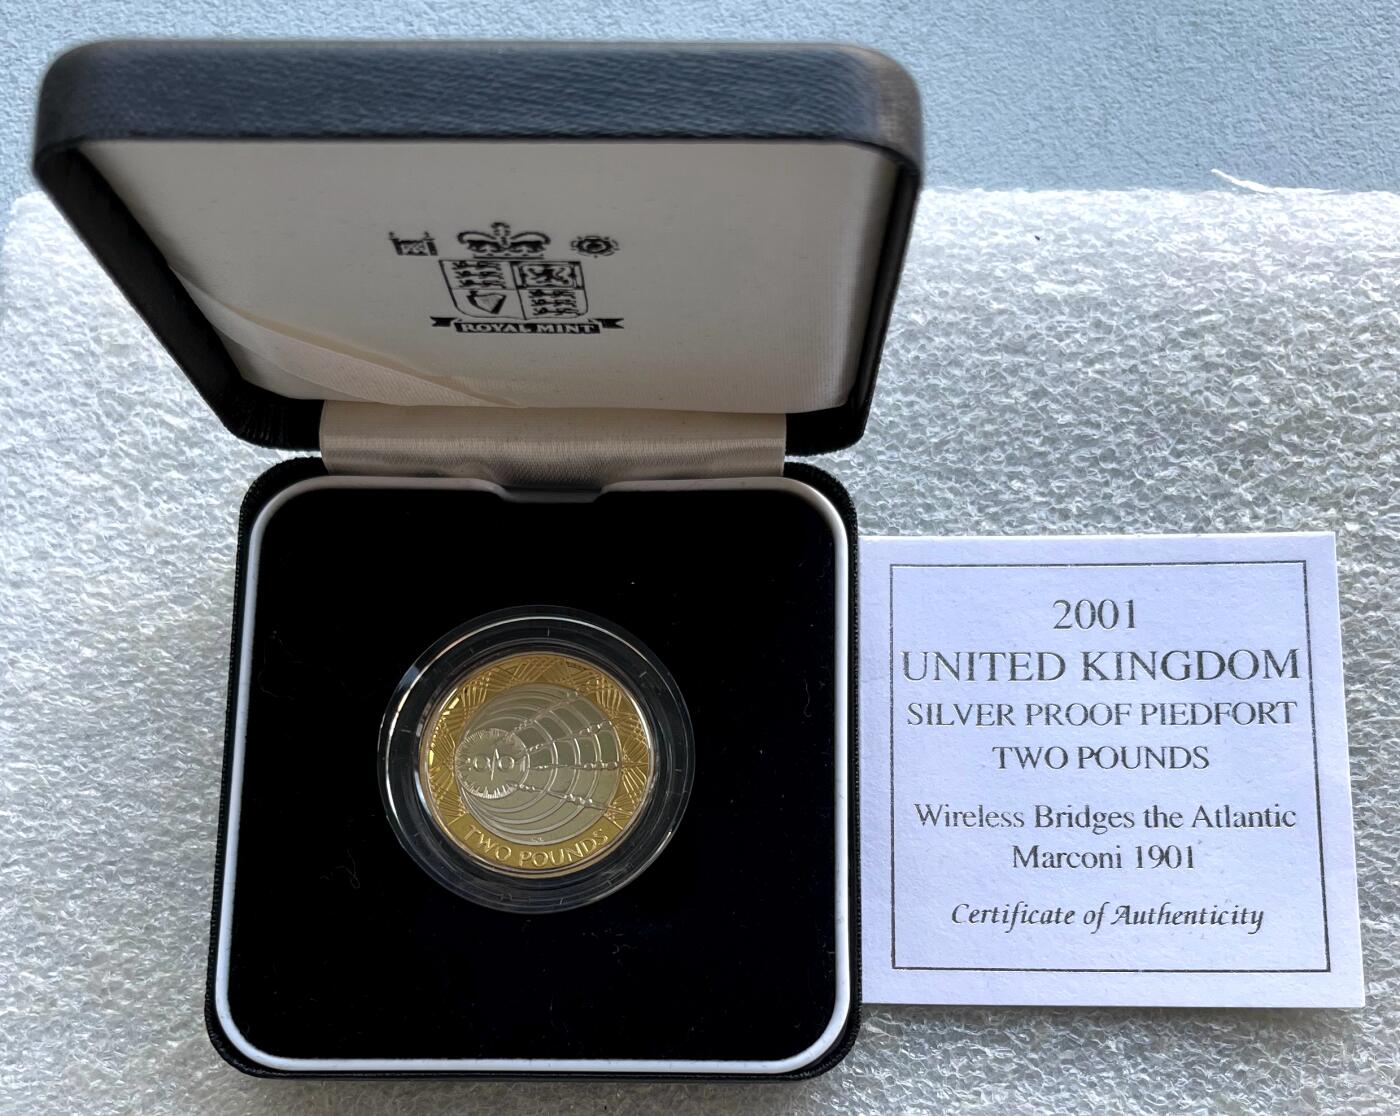 ROYAL MINT
2001
TWO POUNDS
2001
UNITED KINGDOM
SILVER PROOF PIEDFORT
TWO POUNDS
Wireless Bridges the Atlantic
Marconi 1901
Certificate of Authenticity